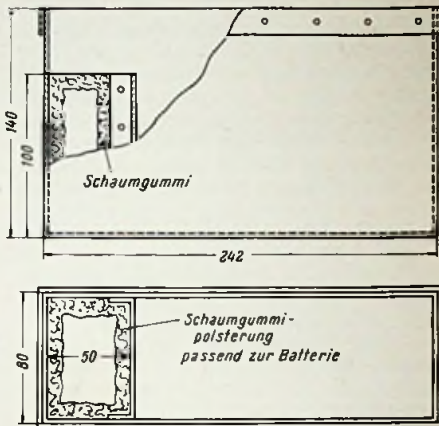 140
100
Schaumgummi
242
80
50
Schaumgummi-
polsterung
passend zur Batterie